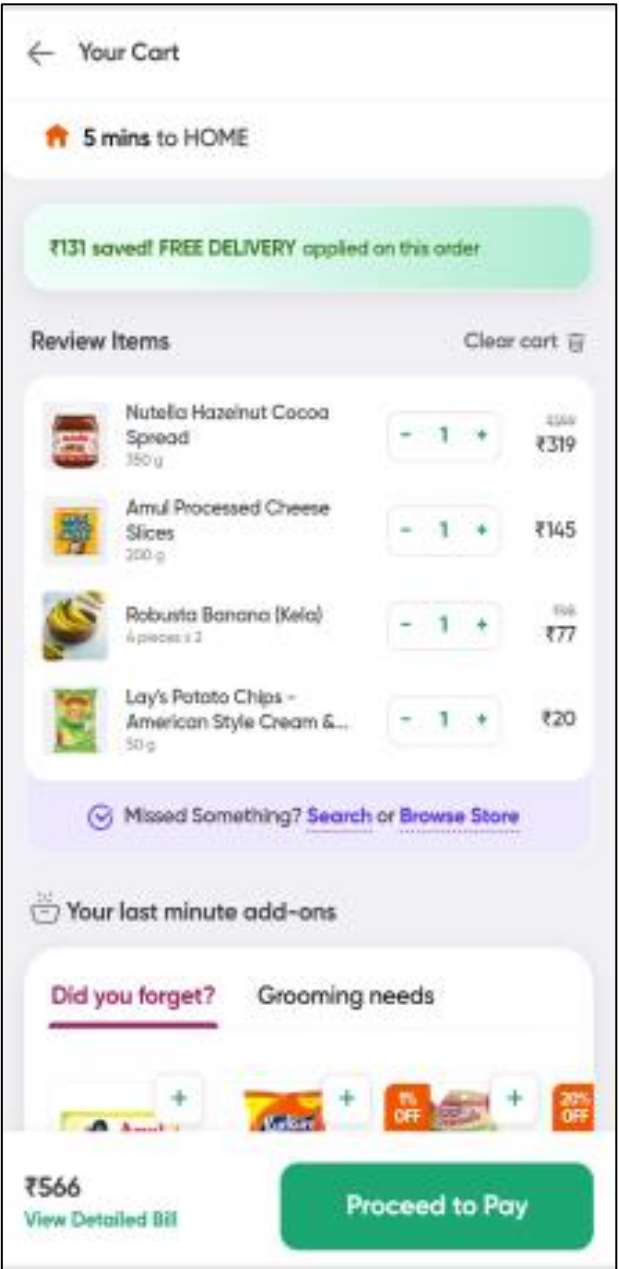 ← Your Cart
5 mins to HOME
₹131 saved! FREE DELIVERY applied on this order
Review Items Clear cart
Nutella Hazelnut Cocoa
Spread
350 g
- 1 +
₹319
Amul Processed Cheese
Slices
200 g
- 1 +
₹145
Robusta Banana (Kela)
4 pieces x 2
- 1 +
₹77
Lay's Potato Chips -
American Style Cream &...
50 g
- 1 +
₹20
Missed Something? Search or Browse Store
Your last minute add-ons
Did you forget? Grooming needs
+ + +
OFF
20%
OFF
₹566
View Detailed Bill
Proceed to Pay